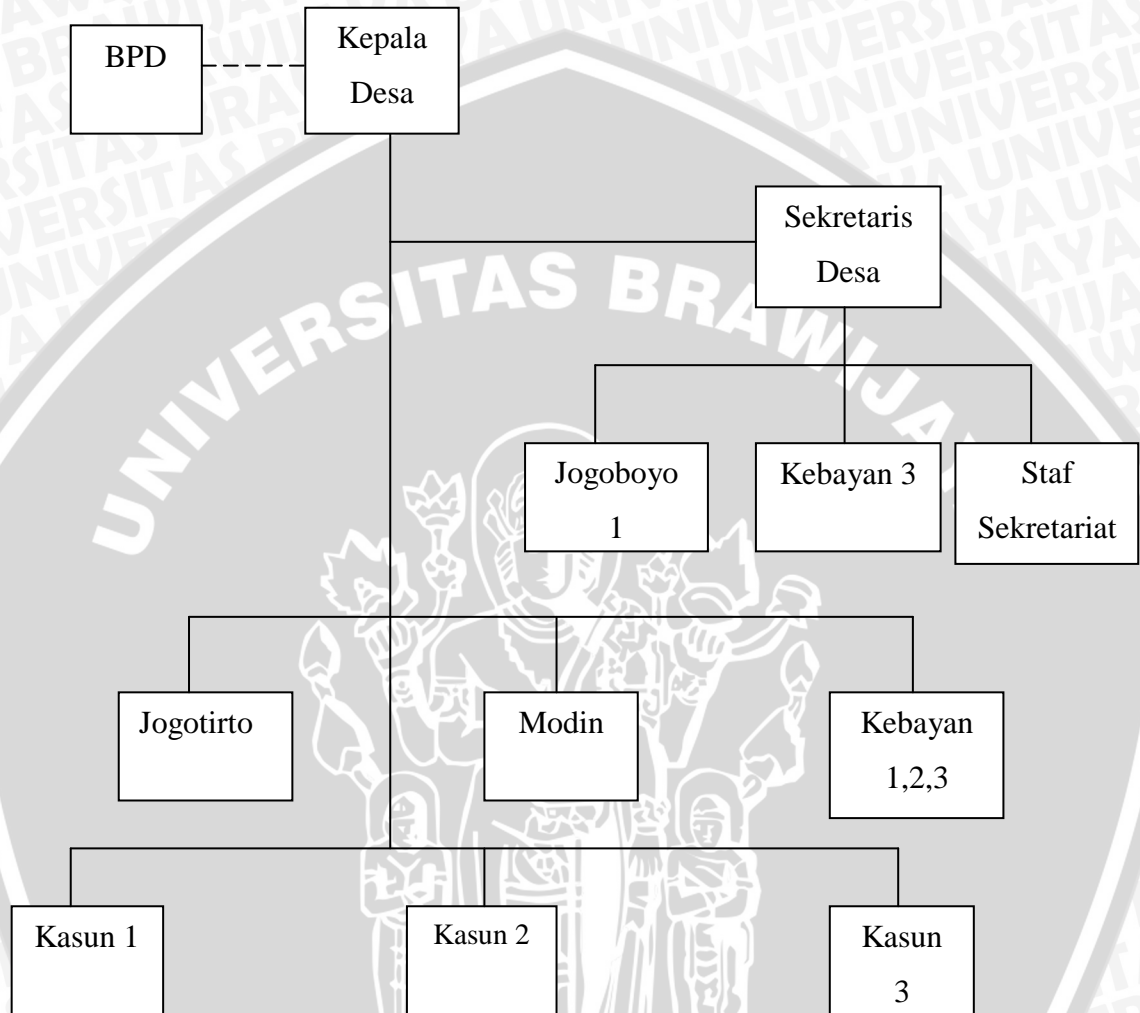 BPD
Kepala
Desa
Sekretaris
Desa
UNIVERSITAS BRAWIJAYA
Jogoboyo
1
Kebayan 3
Staf
Sekretariat
Jogotirto
Modin
Kebayan
1,2,3
Kasun 1
Kasun 2
Kasun
3